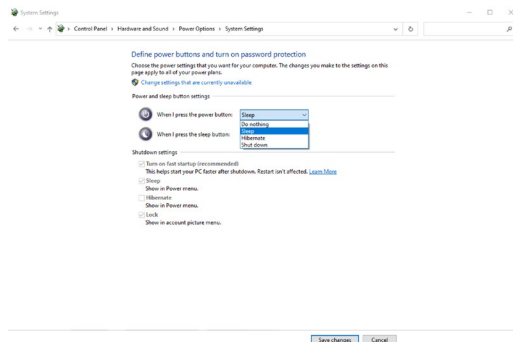 System Settings
Control Panel > Hardware and Sound > Power Options > System Settings
Define power buttons and turn on password protection
Choose the power settings that you want for your computer. The changes you make to the settings on this
page apply to all of your power plans.
Change settings that are currently unavailable
Power and sleep button settings
When I press the power button: Sleep
Do nothing
Sleep
Hibernate
Shut down
When I press the sleep button:
Shutdown settings
Turn on fast startup (recommended)
This helps start your PC faster after shutdown. Restart isn't affected. Learn More
Sleep
Show in Power menu.
Hibernate
Show in Power menu.
Lock
Show in account picture menu.
Save changes Cancel